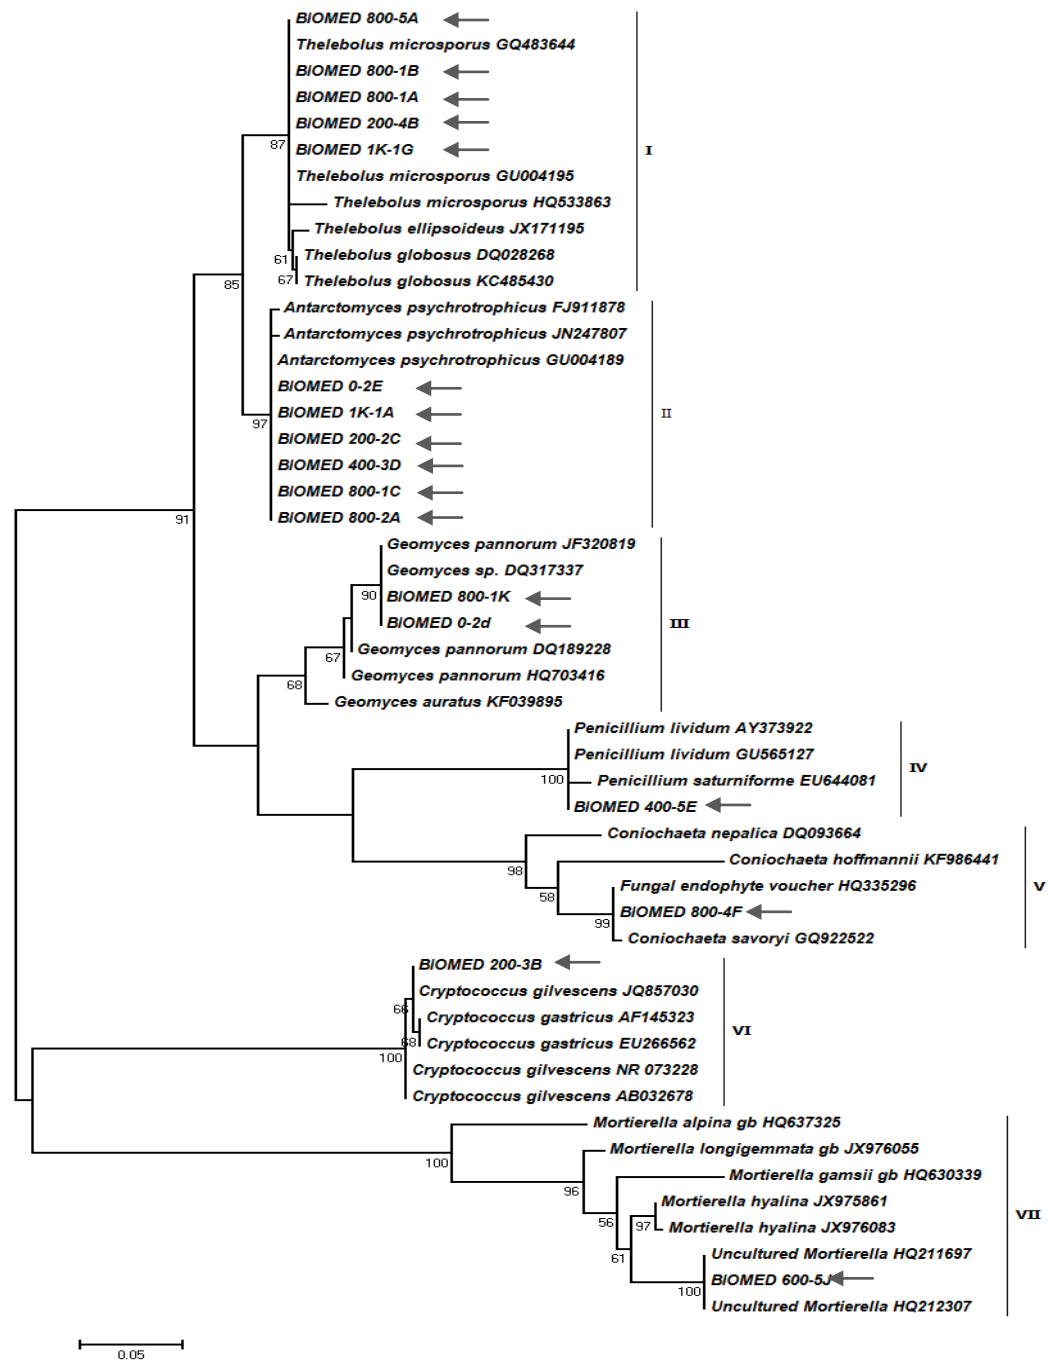 BIOMED 800-5A
Thelebolus microsporus GQ483644
BIOMED 800-1B
BIOMED 800-1A
BIOMED 200-4B
87
BIOMED 1K-1G
I
Thelebolus microsporus GU004195
Thelebolus microsporus HQ533863
Thelebolus ellipsoideus JX171195
61
Thelebolus globosus DQ028268
67
Thelebolus globosus KC485430
85
Antarctomyces psychrotrophicus FJ911878
Antarctomyces psychrotrophicus JN247807
Antarctomyces psychrotrophicus GU004189
BIOMED 0-2E
BIOMED 1K-1A
II
97
BIOMED 200-2C
BIOMED 400-3D
BIOMED 800-1C
BIOMED 800-2A
91
Geomyces pannorum JF320819
Geomyces sp. DQ317337
90
BIOMED 800-1K
BIOMED 0-2d
III
67
Geomyces pannorum DQ189228
Geomyces pannorum HQ703416
68
Geomyces auratus KF039895
Penicillium lividum AY373922
Penicillium lividum GU565127
IV
100
Penicillium saturniforme EU644081
BIOMED 400-5E
Coniochaeta nepalica DQ093664
98
Coniochaeta hoffmannii KF986441
Fungal endophyte voucher HQ335296
V
58
BIOMED 800-4F
99
Coniochaeta savoryi GQ922522
BIOMED 200-3B
Cryptococcus gilvescens JQ857030
66
Cryptococcus gastricus AF145323
VI
68
Cryptococcus gastricus EU266562
100
Cryptococcus gilvescens NR 073228
Cryptococcus gilvescens AB032678
Mortierella alpina gb HQ637325
100
Mortierella longigemmata gb JX976055
96
Mortierella gamsii gb HQ630339
Mortierella hyalina JX975861
VII
56
97
Mortierella hyalina JX976083
61
Uncultured Mortierella HQ211697
BIOMED 600-5J
100
Uncultured Mortierella HQ212307
0.05